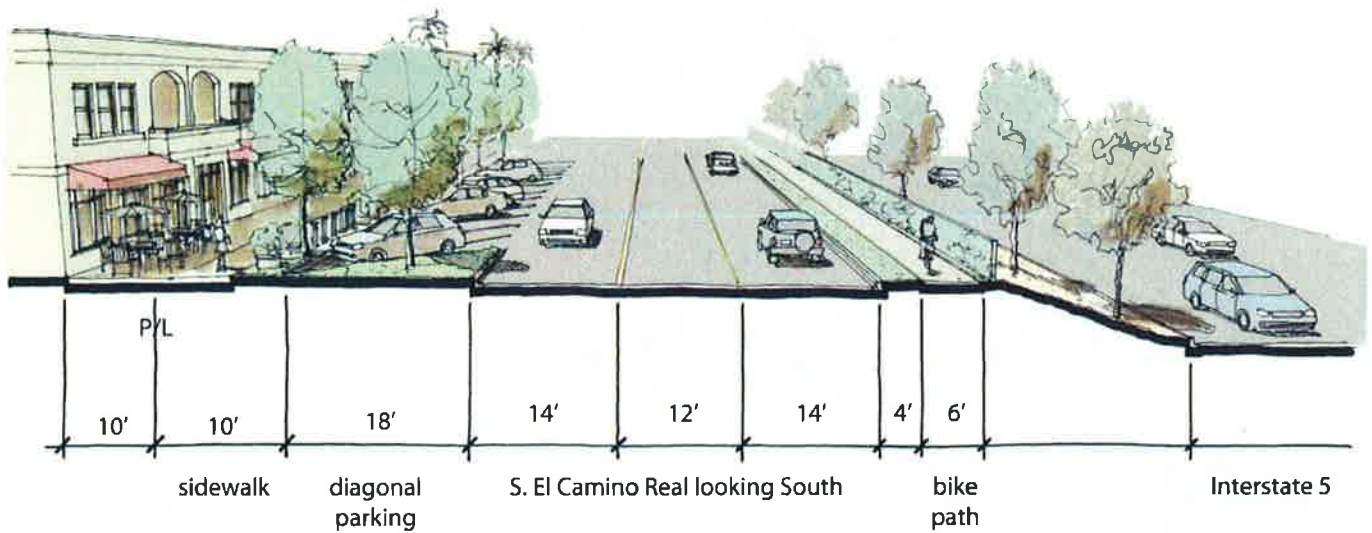 P/L
10'
10'
18'
14'
12'
14'
4'
6'
sidewalk
diagonal
parking
S. El Camino Real looking South
bike
path
Interstate 5